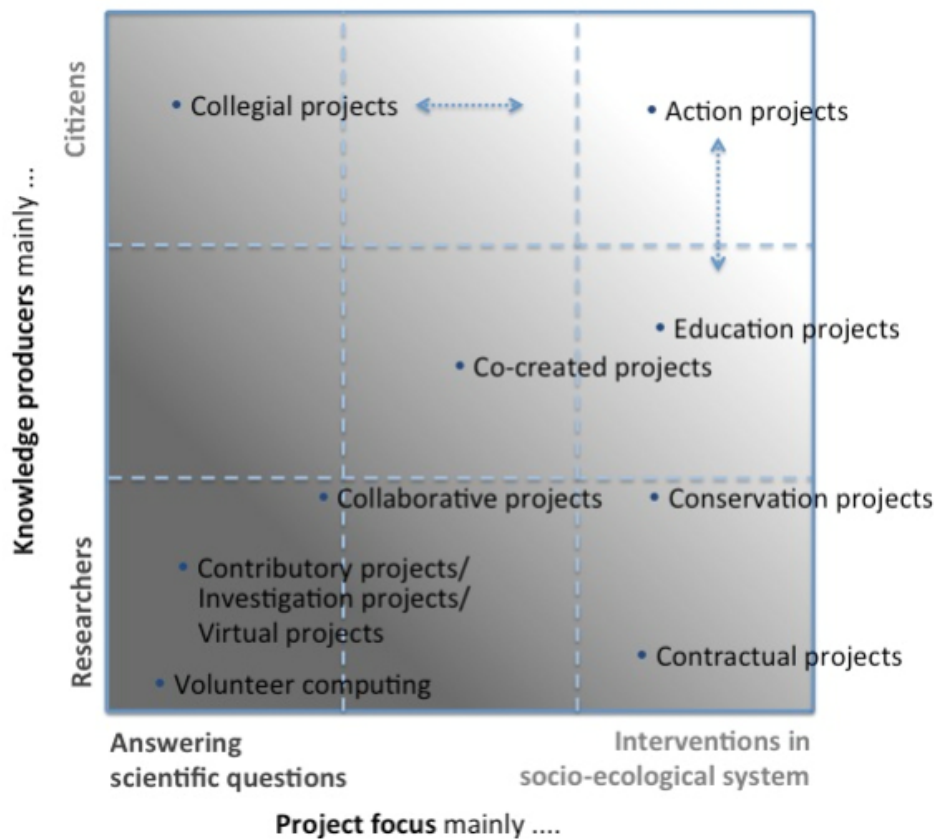 Citizens
Knowledge producers mainly ...
Researchers
• Collegial projects
• Action projects
• Education projects
• Co-created projects
• Collaborative projects
• Conservation projects
• Contributory projects/
Investigation projects/
Virtual projects
• Contractual projects
• Volunteer computing
Answering
scientific questions
Interventions in
socio-ecological system
Project focus mainly ....